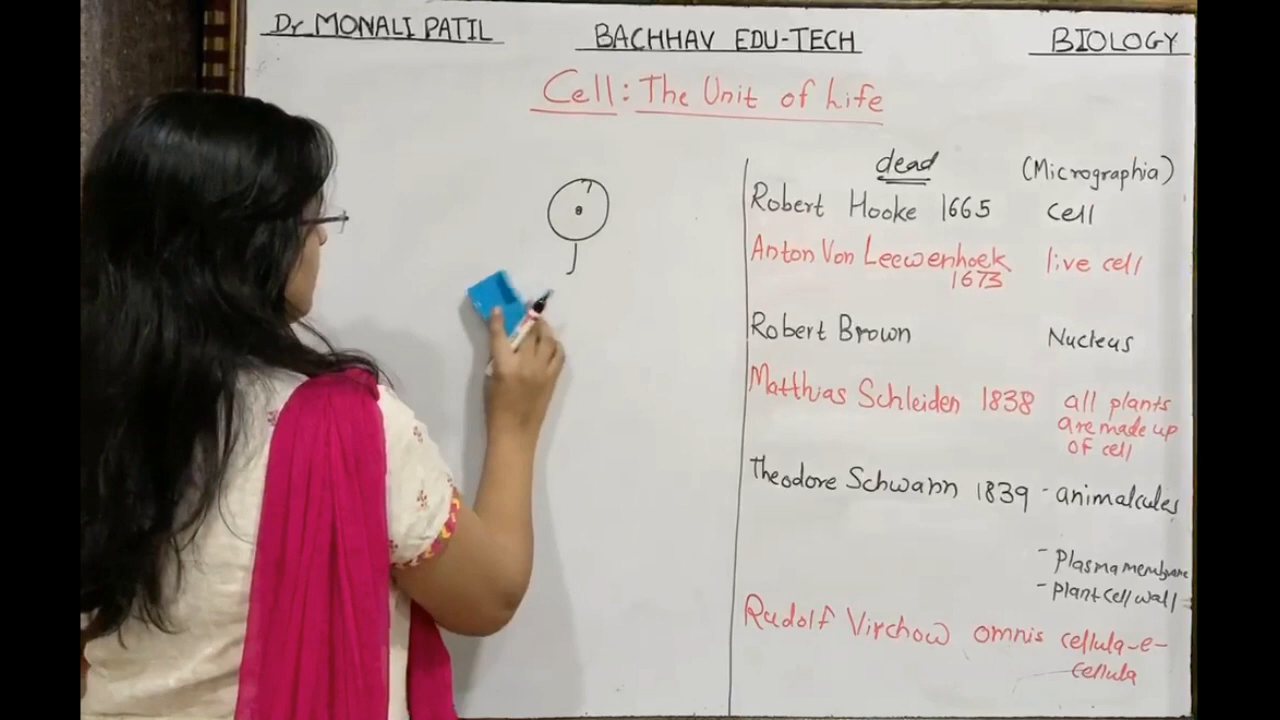 Dr MONALI PATIL BACHHAV EDU-TECH BIOLOGY
Cell: The Unit of Life
dead (Micrographia)
Robert Hooke 1665 cell
Anton Von Leewenhoek live cell
1673
Robert Brown Nucleus
Matthias Schleiden 1838 all plants
are made up
of cell
Theodore Schwann 1839 - animalcules
- Plasma membrane
- plant cell wall
Rudolf Virchow omnis cellula-e-
cellula